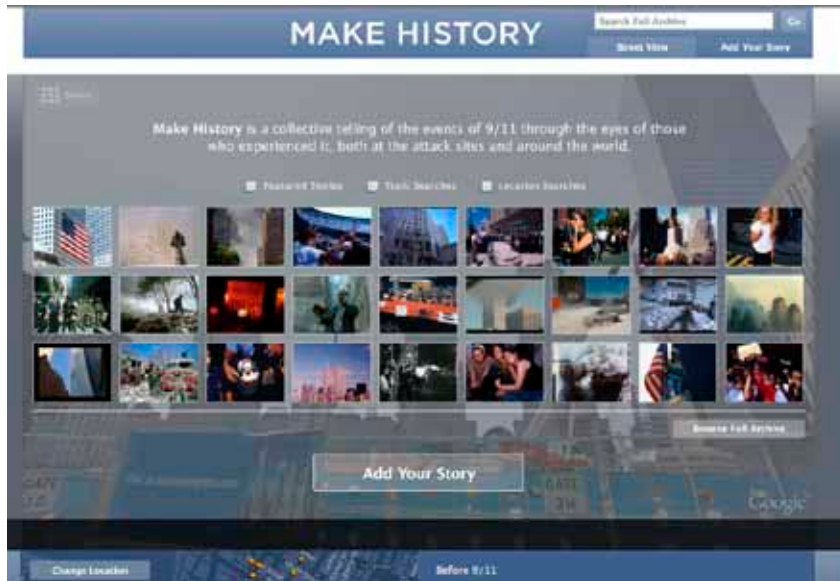 MAKE HISTORY
Search Full Archive
Go
Street View
Add Your Story
Make History is a collective telling of the events of 9/11 through the eyes of those
who experienced it, both at the attack sites and around the world.
Featured Stories
Topic Searches
Location Searches
Browse Full Archive
Add Your Story
GATE
Google
Change Location
Before 9/11